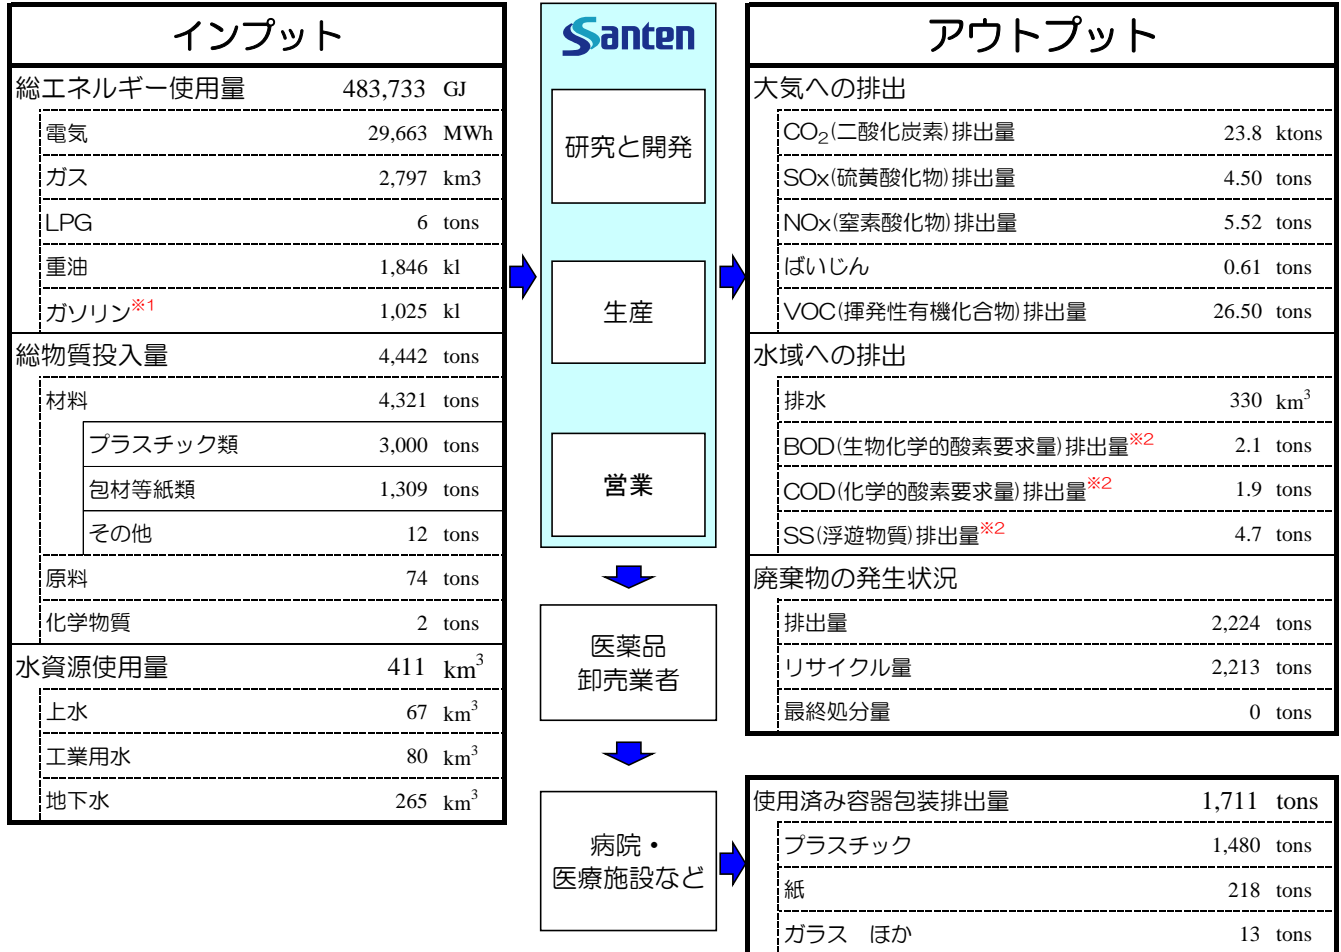 インプット
総エネルギー使用量 483,733 GJ
電気 29,663 MWh
ガス 2,797 km3
LPG 6 tons
重油 1,846 kl
ガソリン※1 1,025 kl
総物質投入量 4,442 tons
材料 4,321 tons
プラスチック類 3,000 tons
包材等紙類 1,309 tons
その他 12 tons
原料 74 tons
化学物質 2 tons
水資源使用量 411 km³
上水 67 km³
工業用水 80 km³
地下水 265 km³
Santen
研究と開発
生産
営業
医薬品
卸売業者
病院・
医療施設など
アウトプット
大気への排出
CO₂(二酸化炭素)排出量 23.8 ktons
SOx(硫黄酸化物)排出量 4.50 tons
NOx(窒素酸化物)排出量 5.52 tons
ばいじん 0.61 tons
VOC(揮発性有機化合物)排出量 26.50 tons
水域への排出
排水 330 km³
BOD(生物化学的酸素要求量)排出量※2 2.1 tons
COD(化学的酸素要求量)排出量※2 1.9 tons
SS(浮遊物質)排出量※2 4.7 tons
廃棄物の発生状況
排出量 2,224 tons
リサイクル量 2,213 tons
最終処分量 0 tons
使用済み容器包装排出量 1,711 tons
プラスチック 1,480 tons
紙 218 tons
ガラス ほか 13 tons